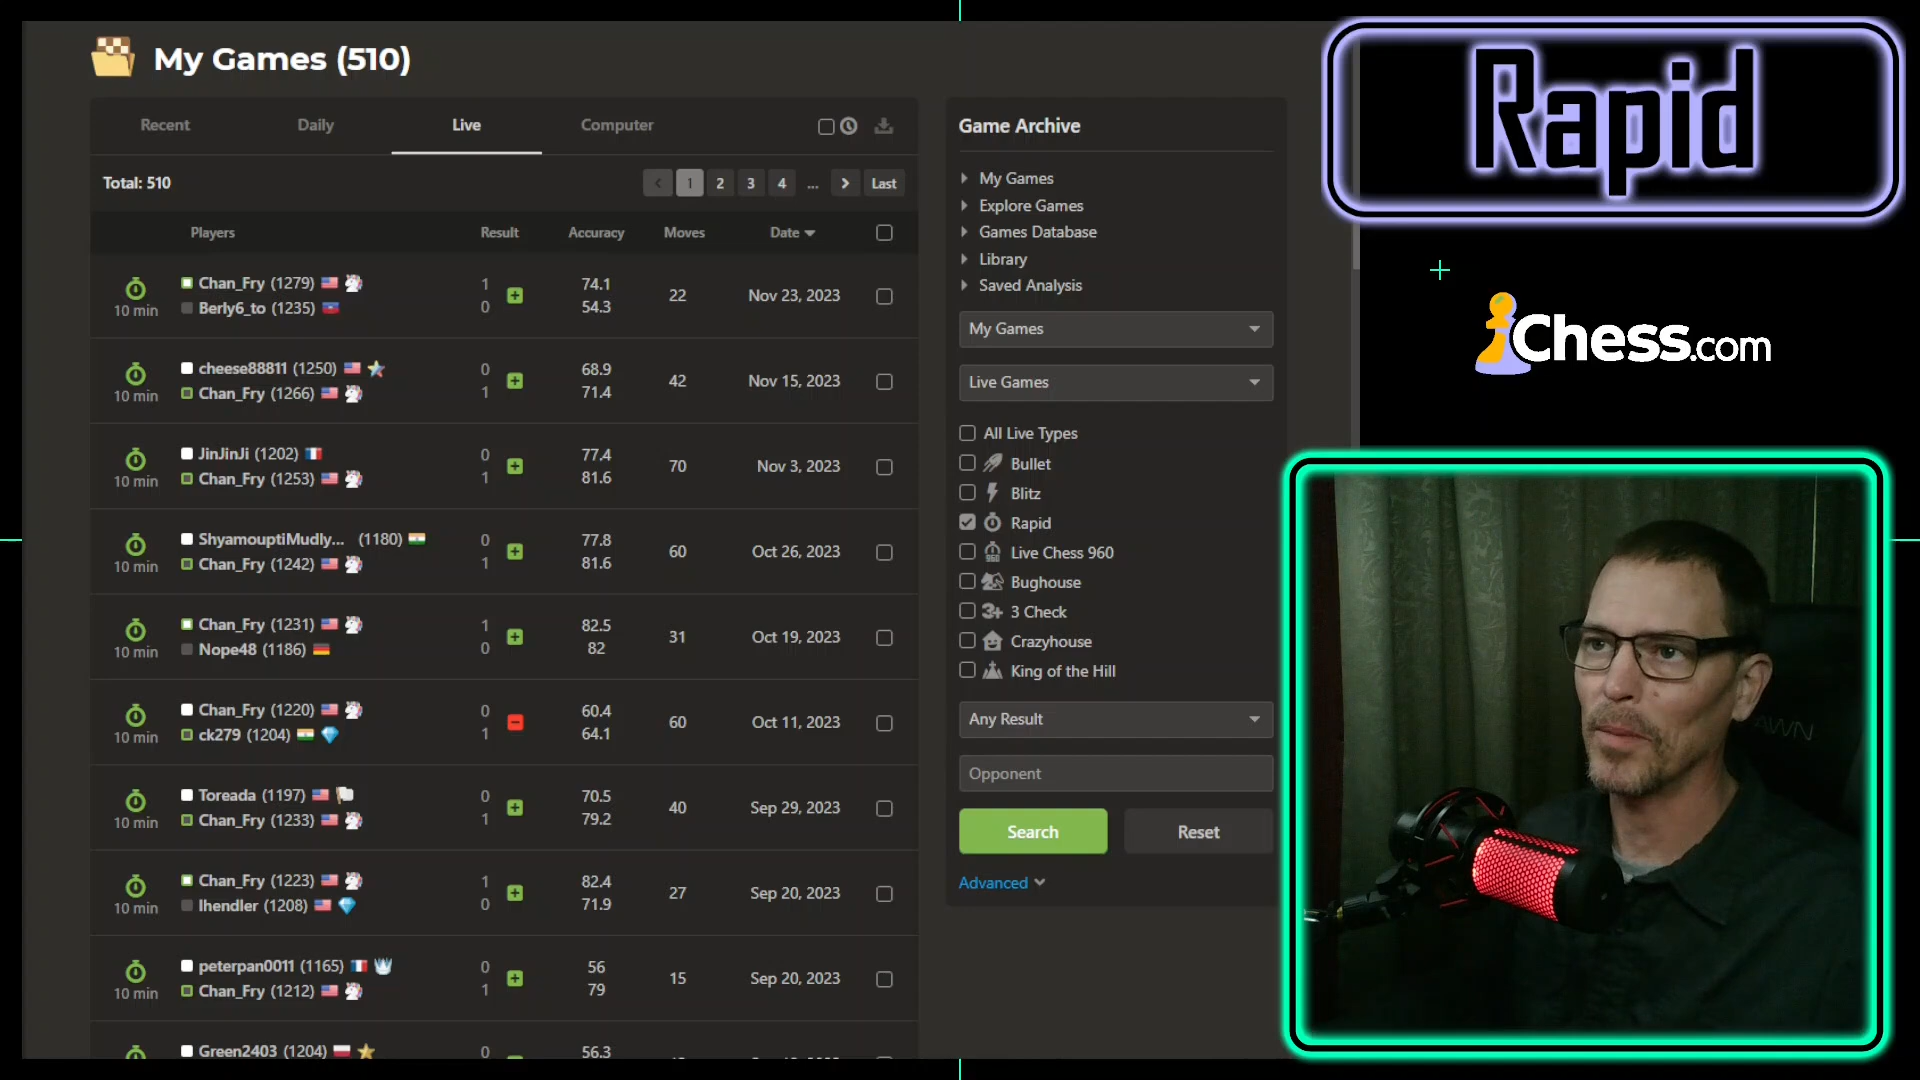 My Games (510)
Recent Daily Live Computer
Total: 510
1 2 3 4 ... Last
Players Result Accuracy Moves Date
10 min
Chan_Fry (1279) 1 74.1
Berly6_to (1235) 0 54.3
22 Nov 23, 2023
10 min
cheese88811 (1250) 0 68.9
Chan_Fry (1266) 1 71.4
42 Nov 15, 2023
10 min
JinJinJi (1202) 0 77.4
Chan_Fry (1253) 1 81.6
70 Nov 3, 2023
10 min
ShyamouptiMudly... (1180) 0 77.8
Chan_Fry (1242) 1 81.6
60 Oct 26, 2023
10 min
Chan_Fry (1231) 1 82.5
Nope48 (1186) 0 82
31 Oct 19, 2023
10 min
Chan_Fry (1220) 0 60.4
ck279 (1204) 1 64.1
60 Oct 11, 2023
10 min
Toreada (1197) 0 70.5
Chan_Fry (1233) 1 79.2
40 Sep 29, 2023
10 min
Chan_Fry (1223) 1 82.4
lhendler (1208) 0 71.9
27 Sep 20, 2023
10 min
peterpan0011 (1165) 0 56
Chan_Fry (1212) 1 79
15 Sep 20, 2023
Green2403 (1204) 0 56.3
Game Archive
My Games
Explore Games
Games Database
Library
Saved Analysis
My Games
Live Games
All Live Types
Bullet
Blitz
Rapid
Live Chess 960
Bughouse
3+ 3 Check
Crazyhouse
King of the Hill
Any Result
Opponent
Search Reset
Advanced
Rapid
Chess.com